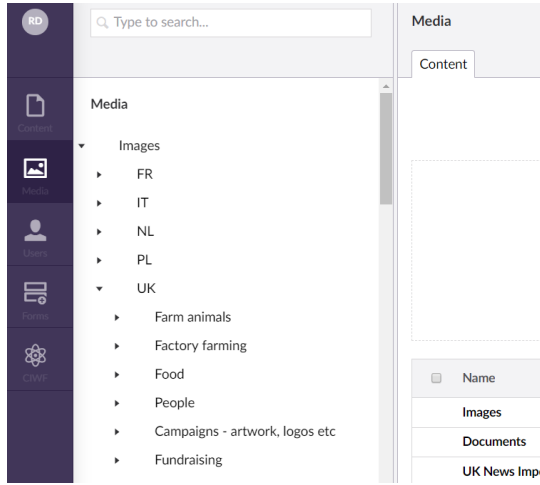 RD
Content
Media
Users
Forms
CIWF
Type to search...
Media
Images
FR
IT
NL
PL
UK
Farm animals
Factory farming
Food
People
Campaigns - artwork, logos etc
Fundraising
Media
Content
Name
Images
Documents
UK News Imp